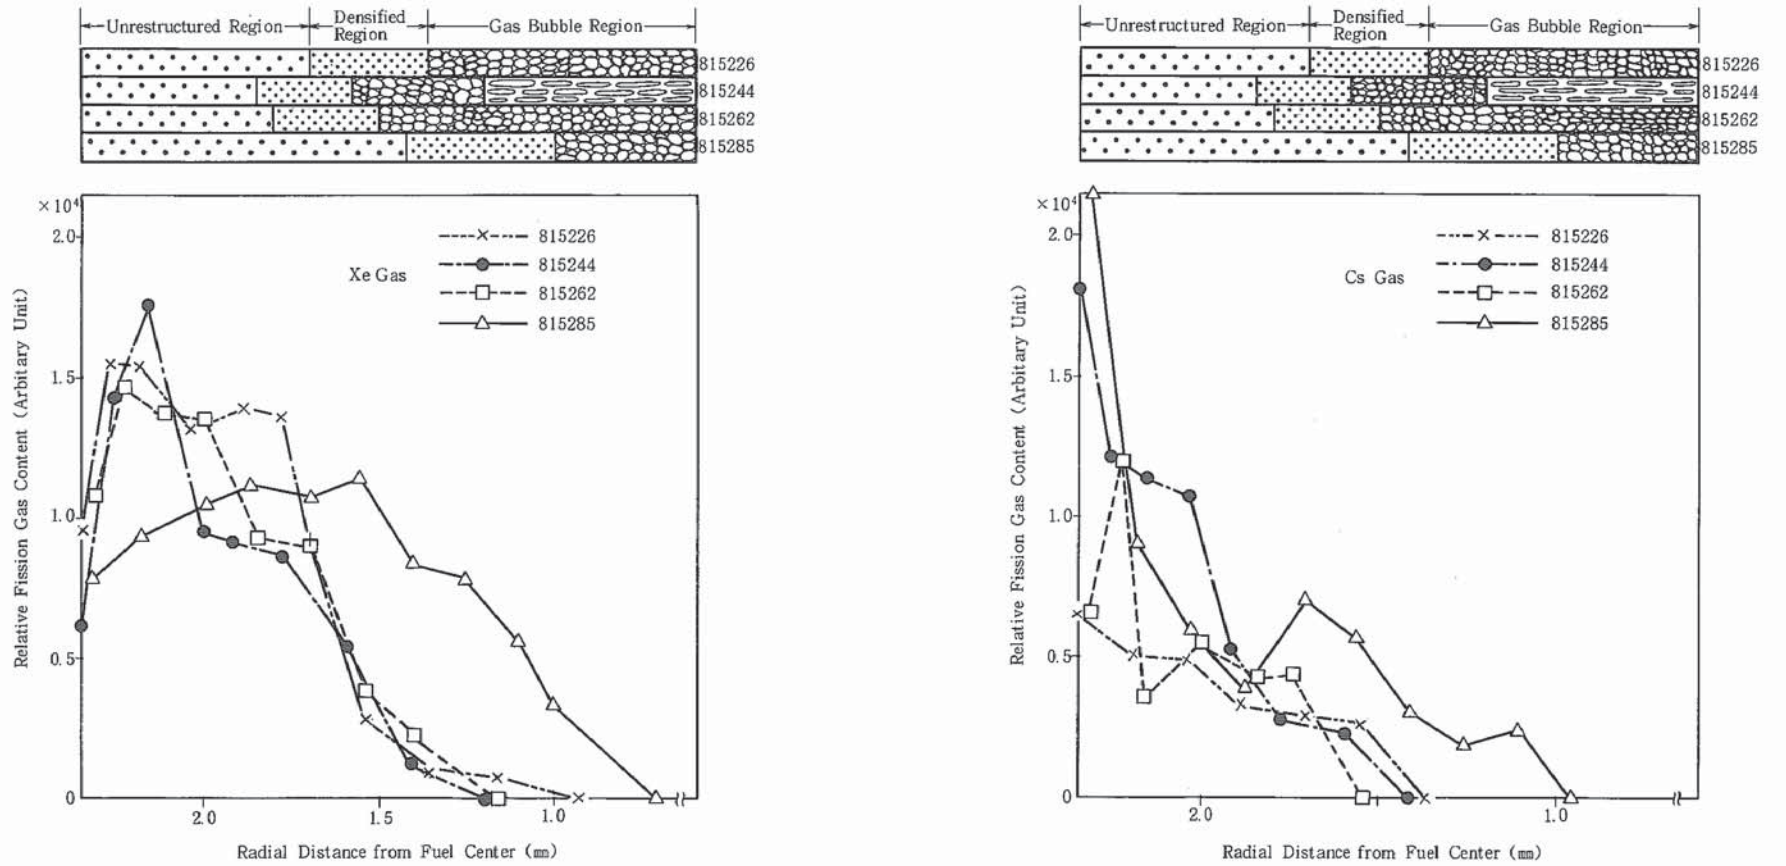 Unrestructured Region
Densified
Region
Gas Bubble Region
815226
815244
815262
815285
×10⁴
2.0
1.5
1.0
0.5
0
Relative Fission Gas Content (Arbitary Unit)
Xe Gas
815226
815244
815262
815285
2.0
1.5
1.0
Radial Distance from Fuel Center (mm)
Unrestructured Region
Densified
Region
Gas Bubble Region
815226
815244
815262
815285
×10⁴
2.0
1.5
1.0
0.5
0
Relative Fission Gas Content (Arbitary Unit)
Cs Gas
815226
815244
815262
815285
2.0
1.0
Radial Distance from Fuel Center (mm)